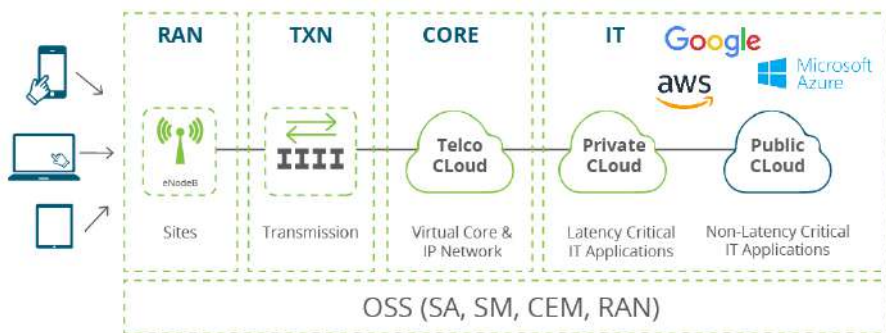 RAN
TXN
CORE
IT
Google
aws
Microsoft
Azure
eNodeB
Telco
CLoud
Private
CLoud
Public
CLoud
Sites
Transmission
Virtual Core &
IP Network
Latency Critical
IT Applications
Non-Latency Critical
IT Applications
OSS (SA, SM, CEM, RAN)